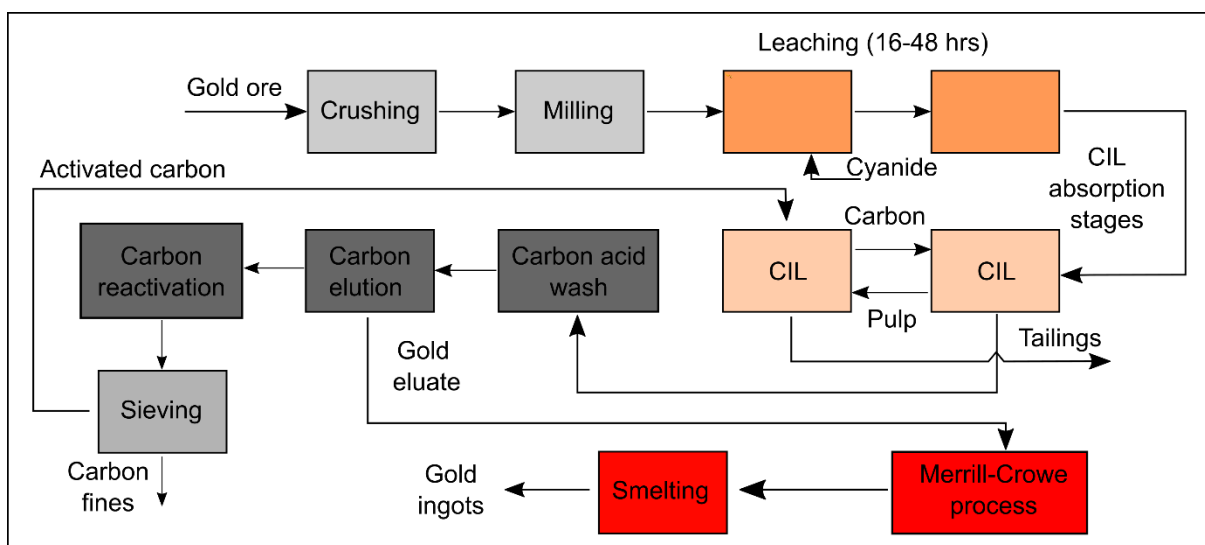 Leaching (16-48 hrs)
Gold ore
Crushing
Milling
Cyanide
CIL
absorption
stages
Activated carbon
Carbon
reactivation
Carbon
elution
Carbon acid
wash
CIL
Carbon
Pulp
CIL
Tailings
Gold
eluate
Sieving
Carbon
fines
Gold
ingots
Smelting
Merrill-Crowe
process